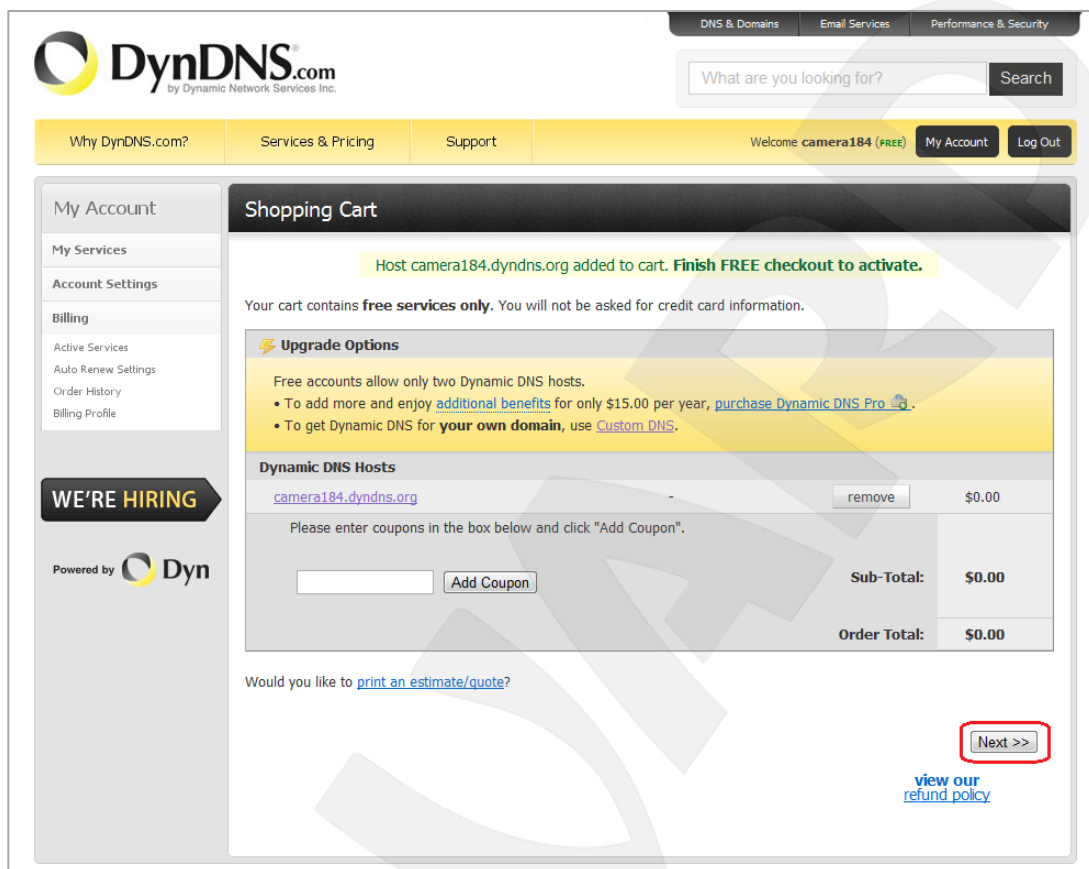 DNS & Domains
Email Services
Performance & Security
DynDNS.com
by Dynamic Network Services Inc.
What are you looking for?
Search
Why DynDNS.com?
Services & Pricing
Support
Welcome camera184 (FREE)
My Account
Log Out
My Account
My Services
Account Settings
Billing
Active Services
Auto Renew Settings
Order History
Billing Profile
WE'RE HIRING
Powered by Dyn
Shopping Cart
Host camera184.dyndns.org added to cart. Finish FREE checkout to activate.
Your cart contains free services only. You will not be asked for credit card information.
Upgrade Options
Free accounts allow only two Dynamic DNS hosts.
• To add more and enjoy additional benefits for only $15.00 per year, purchase Dynamic DNS Pro .
• To get Dynamic DNS for your own domain, use Custom DNS.
Dynamic DNS Hosts
camera184.dyndns.org - remove $0.00
Please enter coupons in the box below and click "Add Coupon".
Add Coupon
Sub-Total: $0.00
Order Total: $0.00
Would you like to print an estimate/quote?
Next >>
view our
refund policy